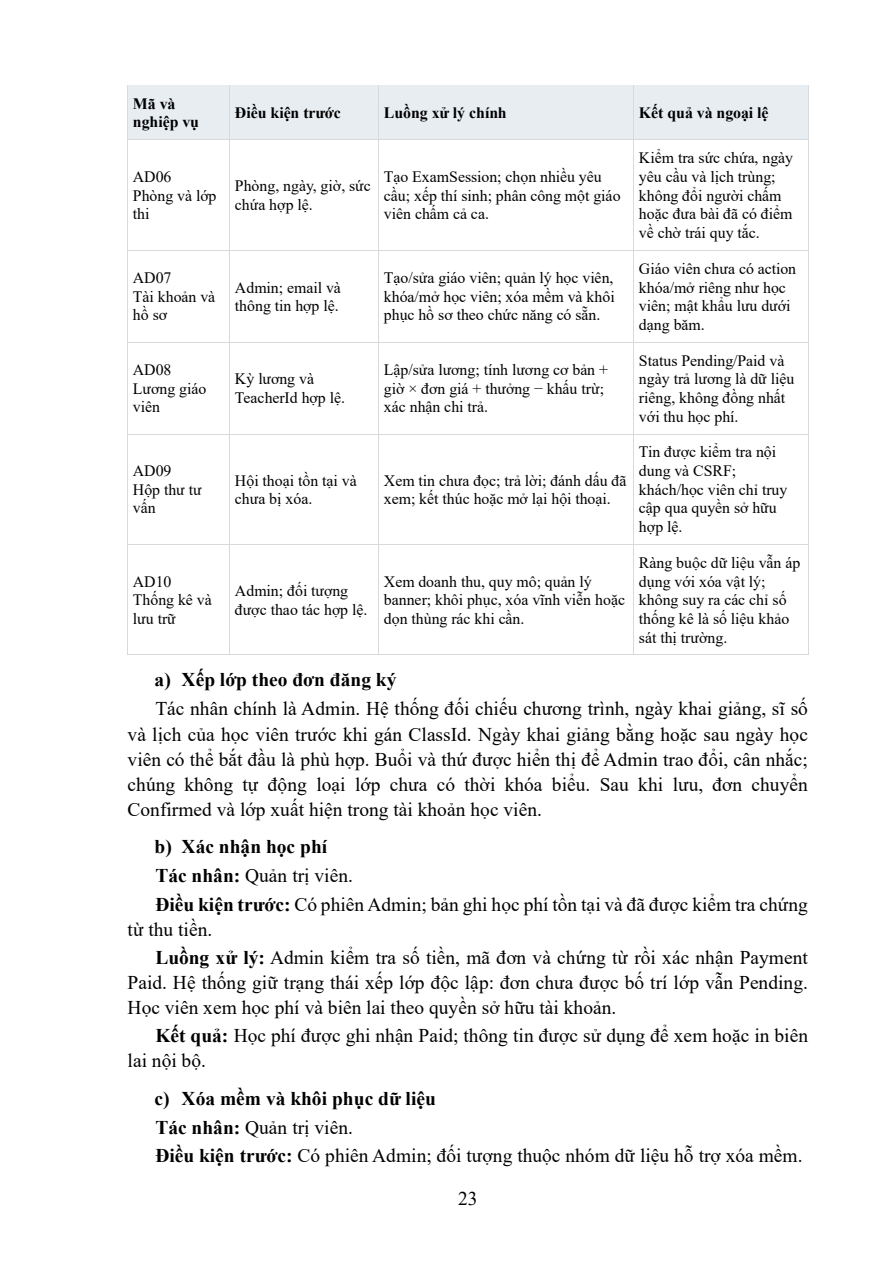 Mã và
nghiệp vụ
Điều kiện trước
Luồng xử lý chính
Kết quả và ngoại lệ
AD06
Phòng và lớp
thi
Phòng, ngày, giờ, sức
chứa hợp lệ.
Tạo ExamSession; chọn nhiều yêu
cầu; xếp thí sinh; phân công một giáo
viên chấm cả ca.
Kiểm tra sức chứa, ngày
yêu cầu và lịch trùng;
không đổi người chấm
hoặc đưa bài đã có điểm
về chờ trái quy tắc.
AD07
Tài khoản và
hồ sơ
Admin; email và
thông tin hợp lệ.
Tạo/sửa giáo viên; quản lý học viên,
khóa/mở học viên; xóa mềm và khôi
phục hồ sơ theo chức năng có sẵn.
Giáo viên chưa có action
khóa/mở riêng như học
viên; mật khẩu lưu dưới
dạng băm.
AD08
Lương giáo
viên
Kỳ lương và
TeacherId hợp lệ.
Lập/sửa lương; tính lương cơ bản +
giờ × đơn giá + thưởng − khấu trừ;
xác nhận chi trả.
Status Pending/Paid và
ngày trả lương là dữ liệu
riêng, không đồng nhất
với thu học phí.
AD09
Hộp thư tư
vấn
Hội thoại tồn tại và
chưa bị xóa.
Xem tin chưa đọc; trả lời; đánh dấu đã
xem; kết thúc hoặc mở lại hội thoại.
Tin được kiểm tra nội
dung và CSRF;
khách/học viên chỉ truy
cập qua quyền sở hữu
hợp lệ.
AD10
Thống kê và
lưu trữ
Admin; đối tượng
được thao tác hợp lệ.
Xem doanh thu, quy mô; quản lý
banner; khôi phục, xóa vĩnh viễn hoặc
dọn thùng rác khi cần.
Ràng buộc dữ liệu vẫn áp
dụng với xóa vật lý;
không suy ra các chỉ số
thống kê là số liệu khảo
sát thị trường.
a) Xếp lớp theo đơn đăng ký
Tác nhân chính là Admin. Hệ thống đối chiếu chương trình, ngày khai giảng, sĩ số
và lịch của học viên trước khi gán ClassId. Ngày khai giảng bằng hoặc sau ngày học
viên có thể bắt đầu là phù hợp. Buổi và thứ được hiển thị để Admin trao đổi, cân nhắc;
chúng không tự động loại lớp chưa có thời khóa biểu. Sau khi lưu, đơn chuyển
Confirmed và lớp xuất hiện trong tài khoản học viên.
b) Xác nhận học phí
Tác nhân: Quản trị viên.
Điều kiện trước: Có phiên Admin; bản ghi học phí tồn tại và đã được kiểm tra chứng
từ thu tiền.
Luồng xử lý: Admin kiểm tra số tiền, mã đơn và chứng từ rồi xác nhận Payment
Paid. Hệ thống giữ trạng thái xếp lớp độc lập: đơn chưa được bố trí lớp vẫn Pending.
Học viên xem học phí và biên lai theo quyền sở hữu tài khoản.
Kết quả: Học phí được ghi nhận Paid; thông tin được sử dụng để xem hoặc in biên
lai nội bộ.
c) Xóa mềm và khôi phục dữ liệu
Tác nhân: Quản trị viên.
Điều kiện trước: Có phiên Admin; đối tượng thuộc nhóm dữ liệu hỗ trợ xóa mềm.
23